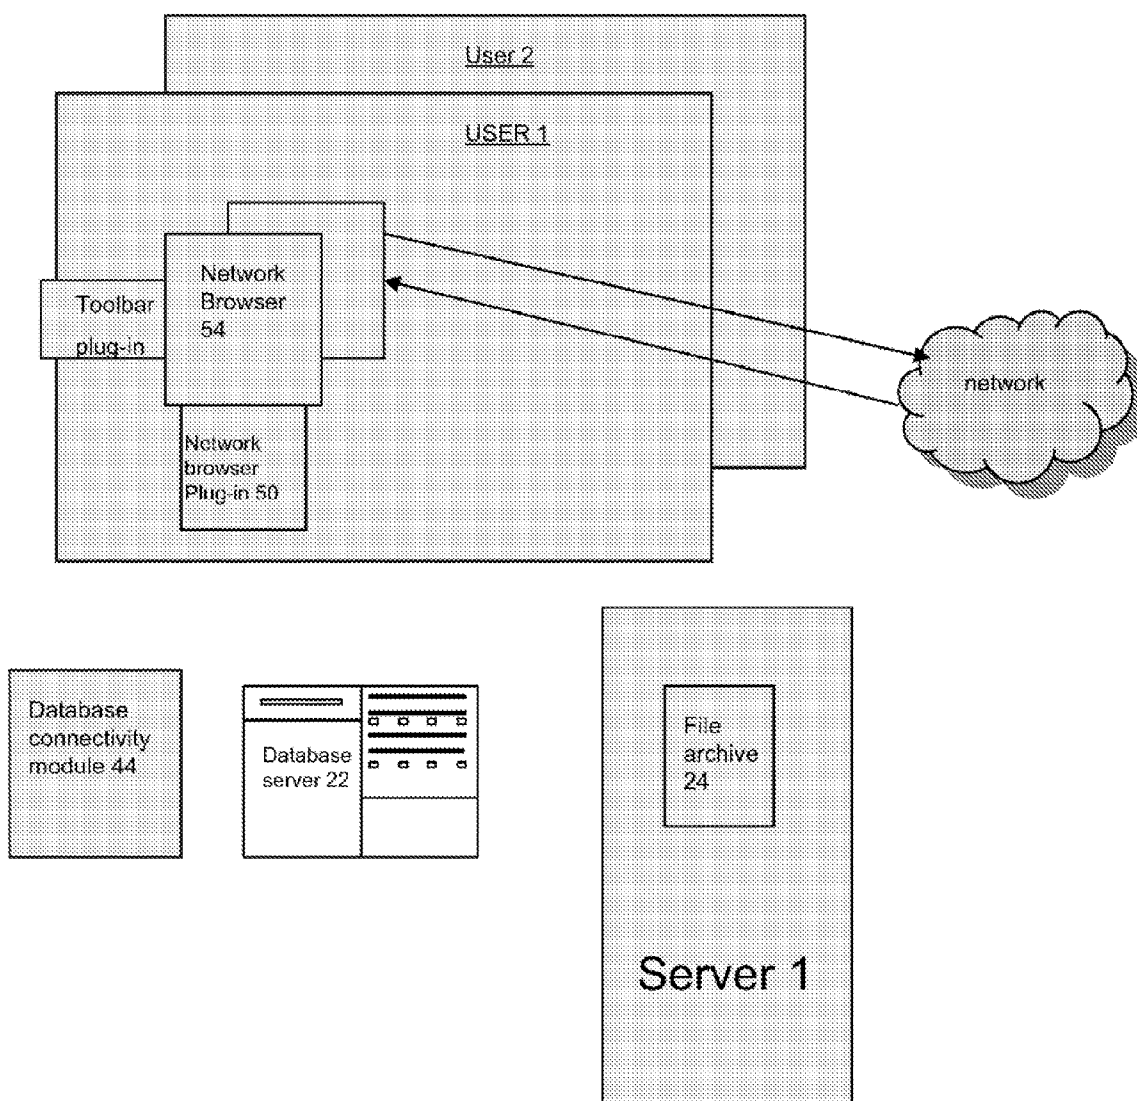 User 2
USER 1
Network
Browser
54
Toolbar
plug-in
network
Network
browser
Plug-in 50
Database
connectivity
module 44
Database
server 22
File
archive
24
Server 1